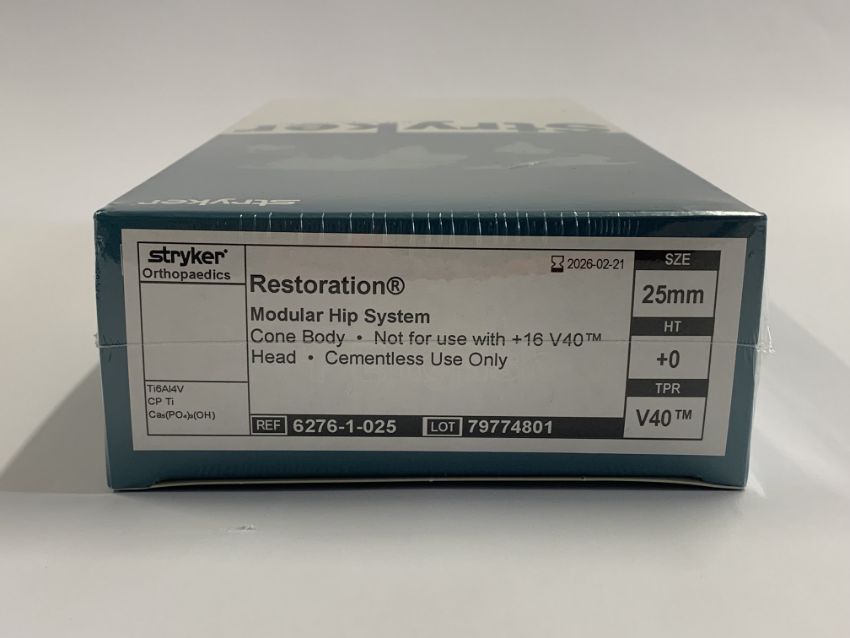 stryker
stryker
stryker®
Orthopaedics
Restoration®
2026-02-21
Modular Hip System
Cone Body • Not for use with +16 V40™
Head • Cementless Use Only
Ti6Al4V
CP Ti
Ca₅(PO₄)₃(OH)
REF 6276-1-025 LOT 79774801
SZE
25mm
HT
+0
TPR
V40™